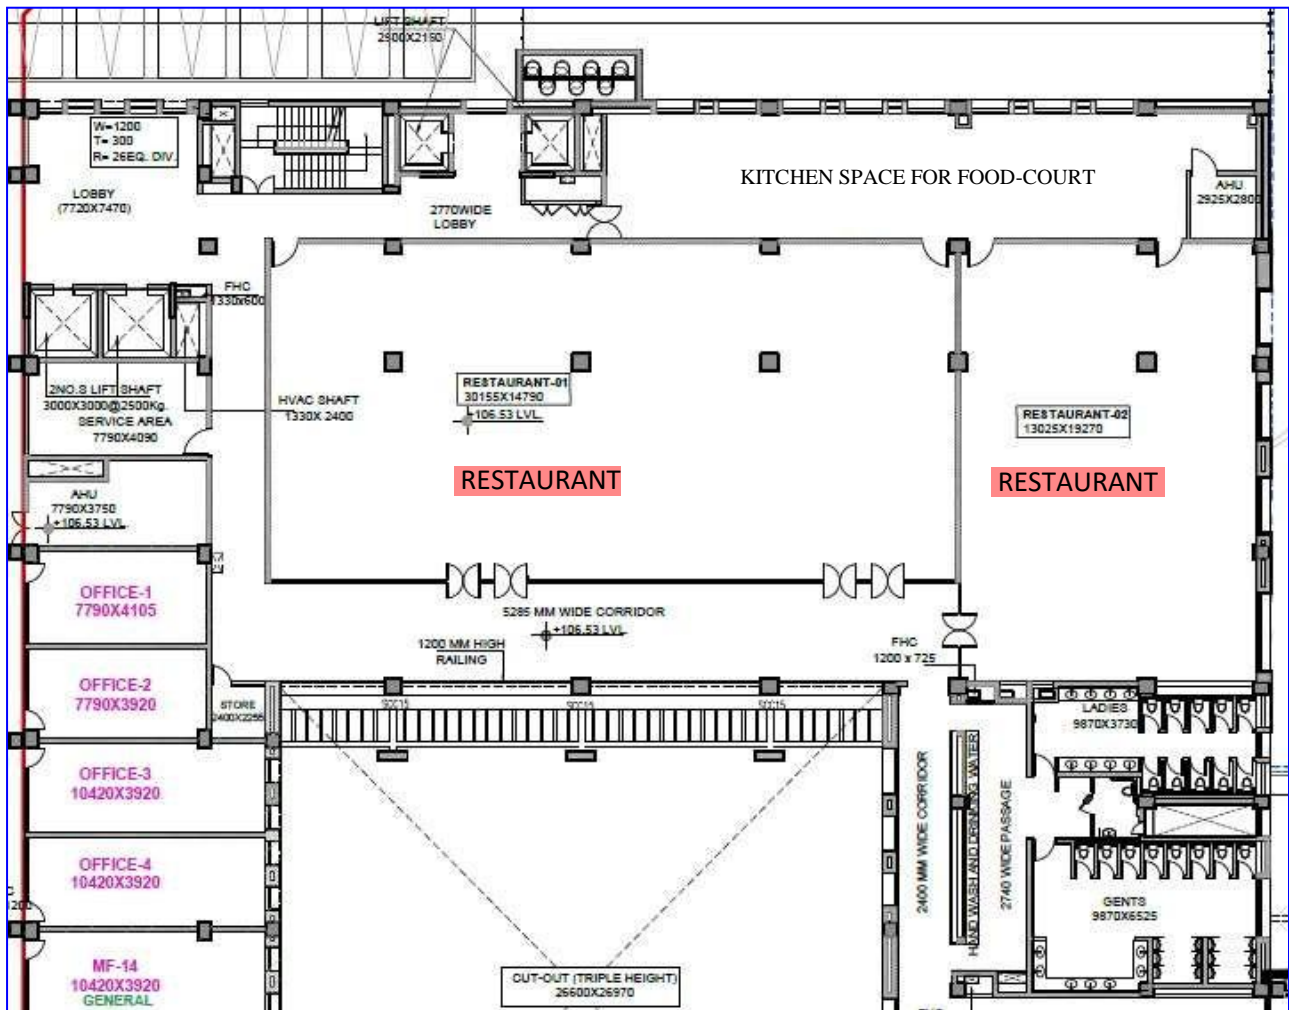 LIFT SHAFT
2500X2150
W=1200
T= 300
R= 26EQ. DIV.
LOBBY
(7720X7470)
2770WIDE
LOBBY
KITCHEN SPACE FOR FOOD-COURT
AHU
2925X2800
FHC
1330x600
2NO.S LIFT SHAFT
3000X3000@2500Kg.
SERVICE AREA
7790X4090
HVAC SHAFT
1330X 2400
RESTAURANT-01
30155X14790
+106.53 LVL
RESTAURANT-02
13025X19270
RESTAURANT
RESTAURANT
AHU
7790X3750
+106.53 LVL
OFFICE-1
7790X4105
5285 MM WIDE CORRIDOR
+106.53 LVL
1200 MM HIGH
RAILING
FHC
1200 x 725
OFFICE-2
7790X3920
STORE
2400X2255
SCC15
SCC15
SCC15
LADIES
9870X3730
OFFICE-3
10420X3920
2400 MM WIDE CORRIDOR
HAND WASH AND DRINKING WATER
2740 WIDE PASSAGE
OFFICE-4
10420X3920
GENTS
9870X6525
MF-14
10420X3920
GENERAL
CUT-OUT (TRIPLE HEIGHT)
26600X26970